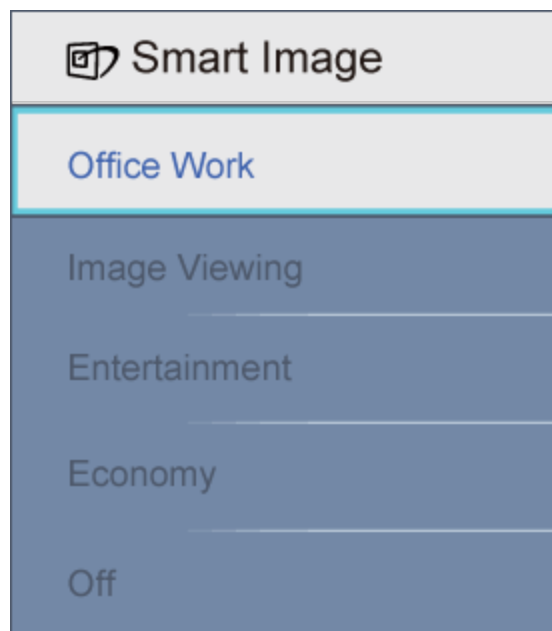 Smart Image
Office Work
Image Viewing
Entertainment
Economy
Off